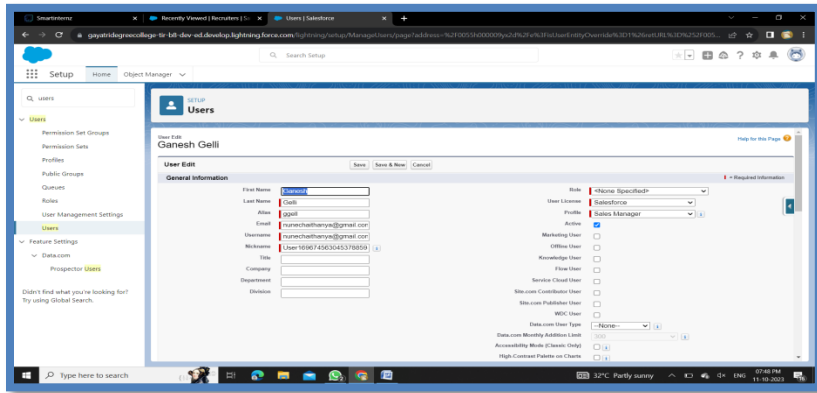 Smartinternz
Recently Viewed | Recruiters | Sa
Users | Salesforce
gayatridegreecollege-tir-b8-dev-ed.develop.lightning.force.com/lightning/setup/ManageUsers/page?address=
Search Setup
Setup
Home
Object Manager
users
Users
Permission Set Groups
Permission Sets
Profiles
Public Groups
Queues
Roles
User Management Settings
Users
Feature Settings
Data.com
Prospector Users
Didn't find what you're looking for?
Try using Global Search.
SETUP
Users
User Edit
Ganesh Gelli
Help for this Page
User Edit
Save
Save & New
Cancel
General Information
= Required Information
First Name Ganesh
Last Name Gelli
Alias ggell
Email nunechaithanya@gmail.con
Username nunechaithanya@gmail.con
Nickname User169674563045378859
Title
Company
Department
Division
Role <None Specified>
User License Salesforce
Profile Sales Manager
Active
Marketing User
Offline User
Knowledge User
Flow User
Service Cloud User
Site.com Contributor User
Site.com Publisher User
WDC User
Data.com User Type --None--
Data.com Monthly Addition Limit 300
Accessibility Mode (Classic Only)
High-Contrast Palette on Charts
Type here to search
32°C Partly sunny
ENG
07:48 PM
11-10-2023